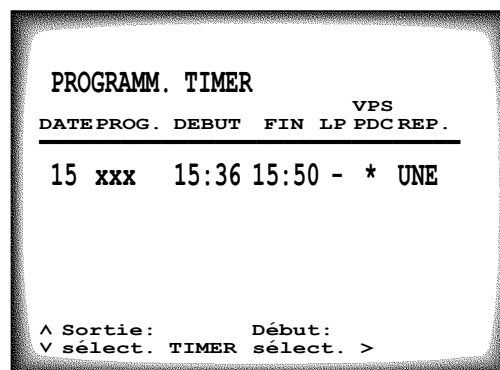 PROGRAMM. TIMER
VPS
DATE PROG. DEBUT FIN LP PDC REP.
15 xxx 15:36 15:50 - * UNE
∧ Sortie: Début:
∨ sélect. TIMER sélect. >